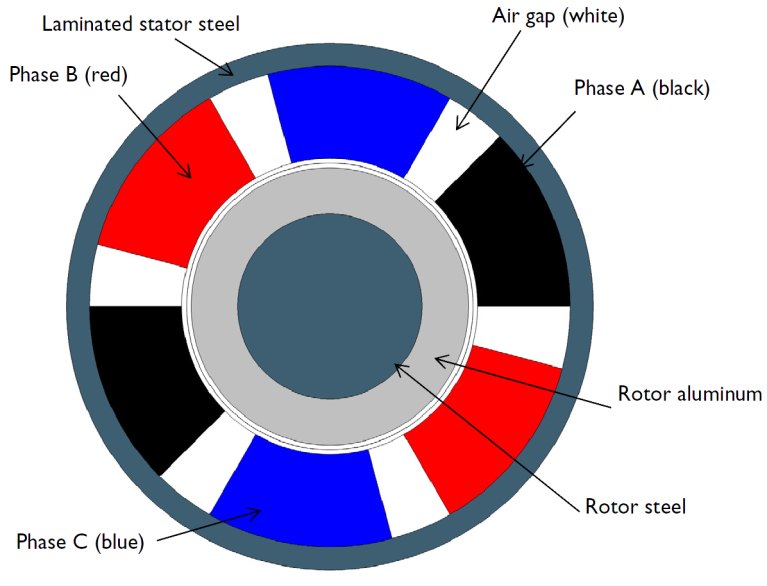 Air gap (white)
Laminated stator steel
Phase B (red)
Phase A (black)
Rotor aluminum
Rotor steel
Phase C (blue)